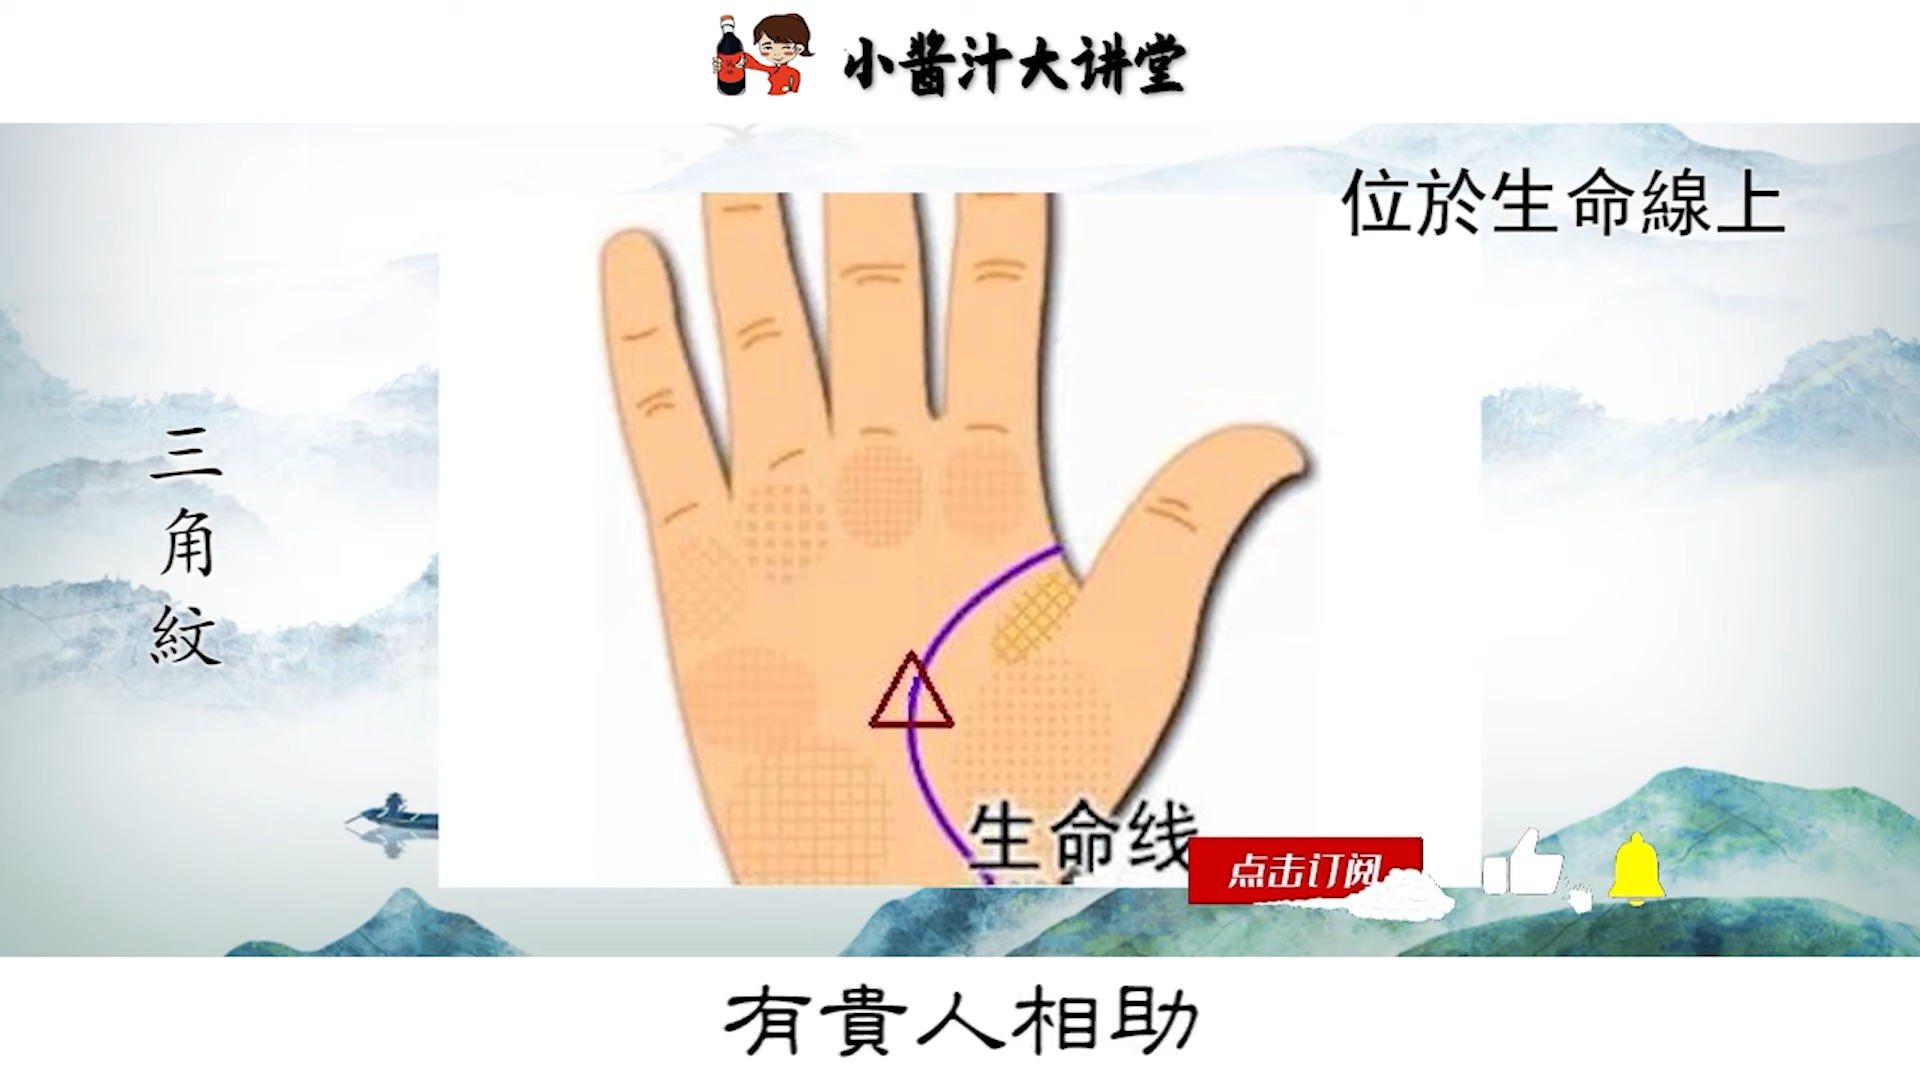 小酱汁大讲堂
位於生命線上
三角紋
生命线
点击订阅
有貴人相助